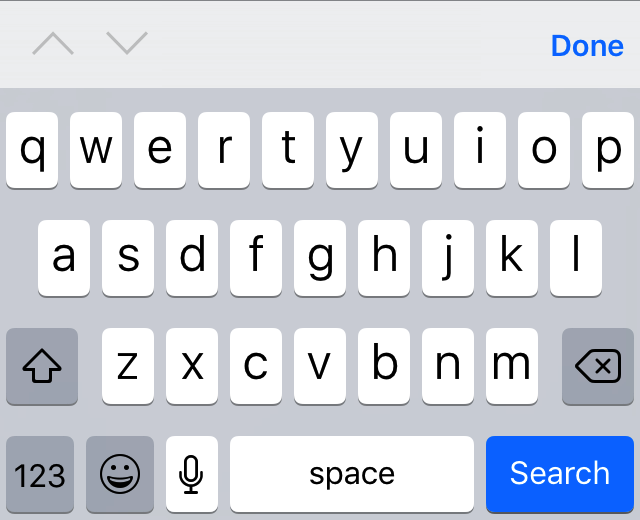 Done
q w e r t y u i o p
a s d f g h j k l
z x c v b n m
123 space Search